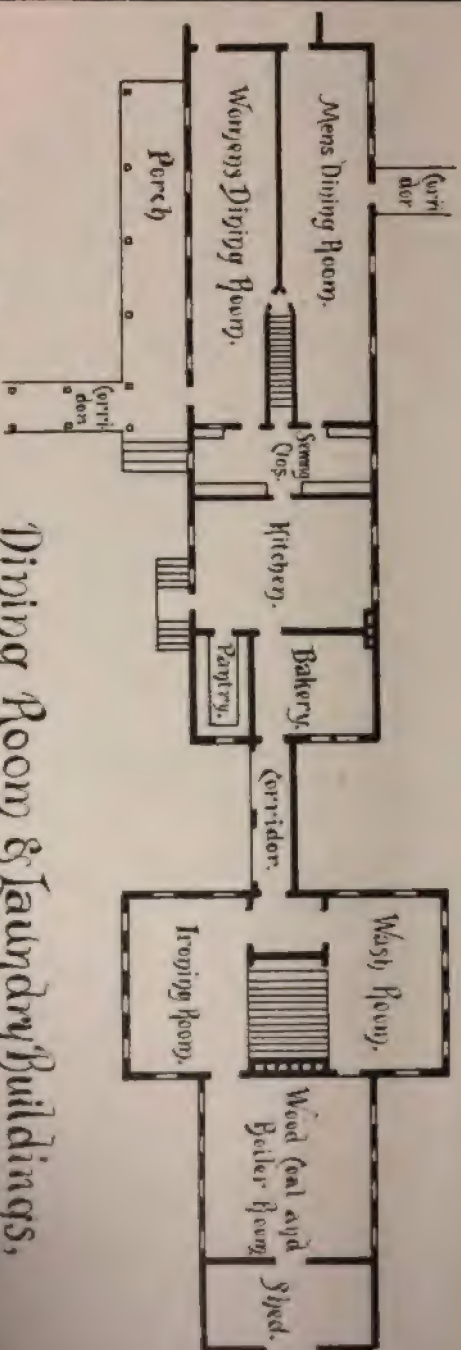 Corri
dor
Mens Dining Room.
Womens Dining Room.
Porch
Corri-
dor
Serving
Clos.
Kitchen.
Bakery.
Pantry.
Corridor.
Wash Room.
Ironing Room.
Wood Coal and
Boiler Room
Shed.
Dining Room & Laundry Buildings,